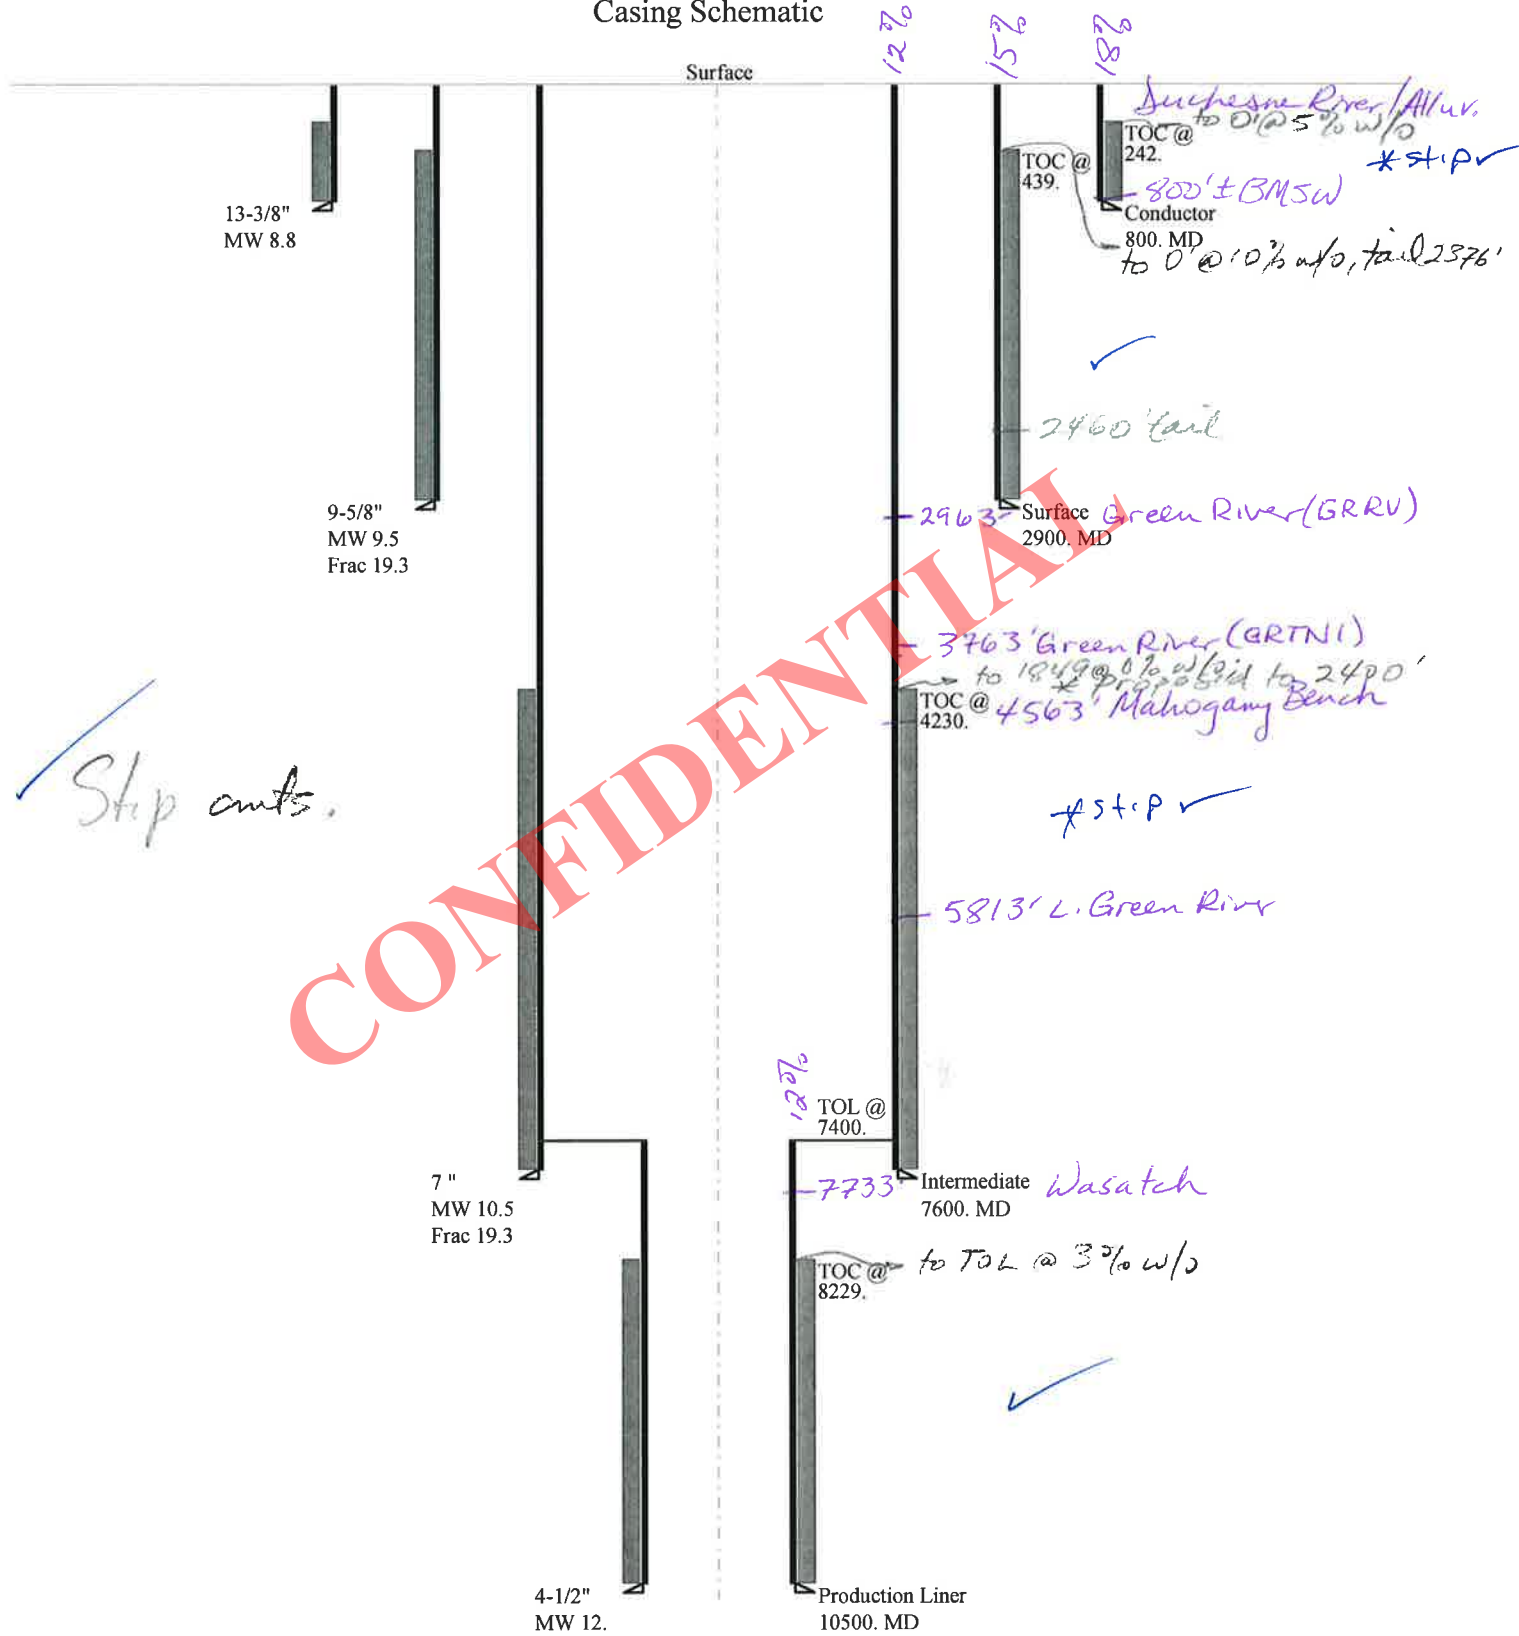 Casing Schematic
12%
15%
18%
Surface
Duchesne River/Alluv.
to 0'@5% w/o
TOC @
242.
*stip✓
TOC @
439.
800'± BMSW
13-3/8"
MW 8.8
Conductor
800. MD
to 0'@10% w/o, tail 2376'
✓
2460' tail
9-5/8"
MW 9.5
Frac 19.3
2963 Green River (GRRV)
Surface
2900. MD
CONFIDENTIAL
3763' Green River (GRTN1)
to 1849@0% w/o
* proposed to 2400'
TOC @
4230.
4563' Mahogany Bench
✓ Stip
*stip ✓
5813' L. Green River
12%
TOL @
7400.
7 "
MW 10.5
Frac 19.3
7733' Wasatch
Intermediate
7600. MD
to TOL @ 3% w/o
TOC @
8229.
✓
4-1/2"
MW 12.
Production Liner
10500. MD